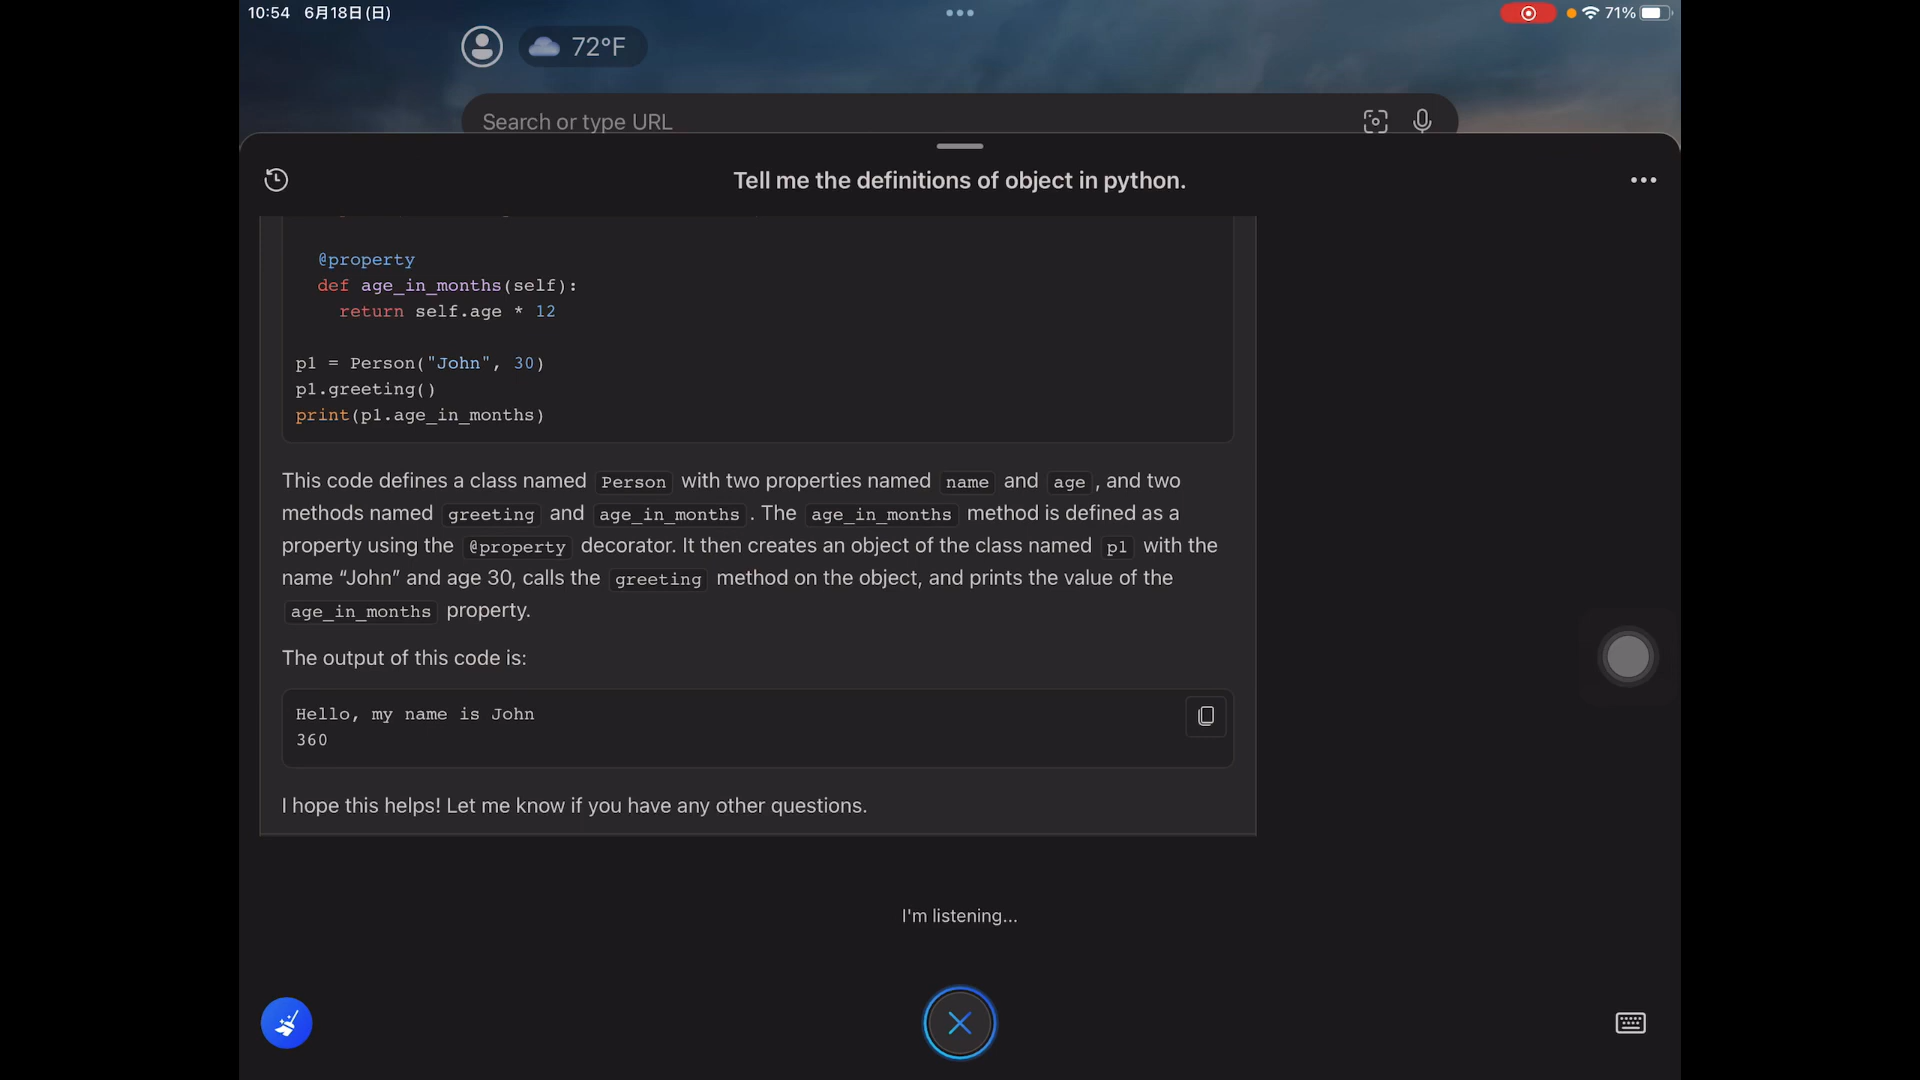 10:54 6月18日(日)
71%
72°F
Search or type URL
Tell me the definitions of object in python.
@property
def age_in_months(self):
return self.age * 12
p1 = Person("John", 30)
p1.greeting()
print(p1.age_in_months)
This code defines a class named Person with two properties named name and age , and two
methods named greeting and age_in_months . The age_in_months method is defined as a
property using the @property decorator. It then creates an object of the class named p1 with the
name “John” and age 30, calls the greeting method on the object, and prints the value of the
age_in_months property.
The output of this code is:
Hello, my name is John
360
I hope this helps! Let me know if you have any other questions.
I'm listening...